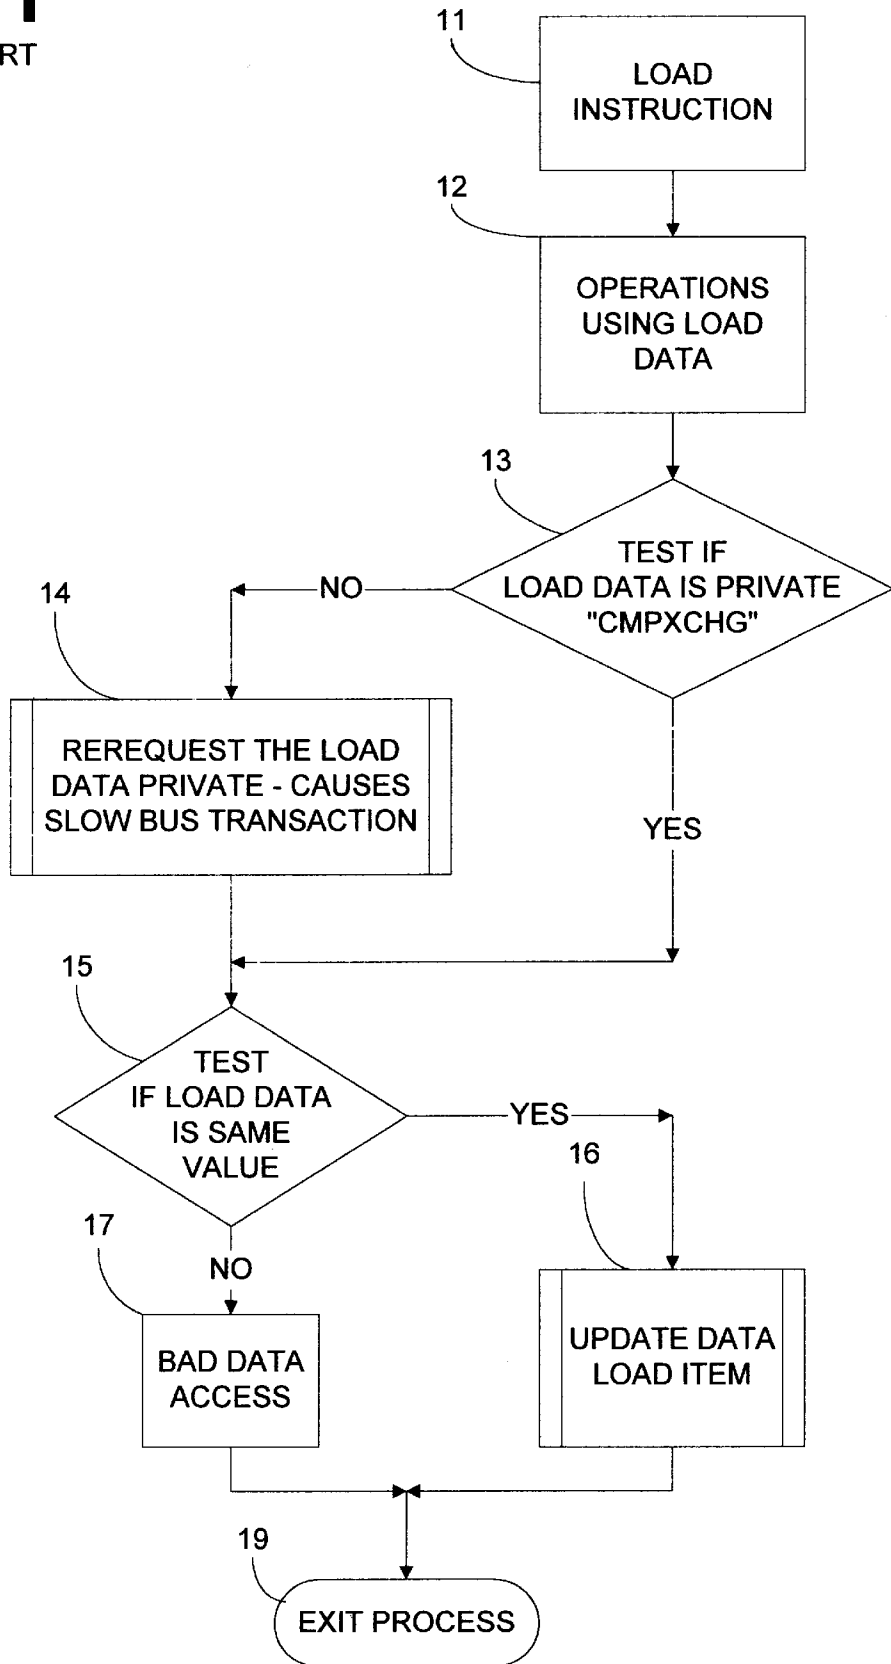 RT
11
LOAD
INSTRUCTION
12
OPERATIONS
USING LOAD
DATA
13
TEST IF
LOAD DATA IS PRIVATE
"CMPXCHG"
NO
YES
14
REREQUEST THE LOAD
DATA PRIVATE - CAUSES
SLOW BUS TRANSACTION
15
TEST
IF LOAD DATA
IS SAME
VALUE
YES
NO
16
UPDATE DATA
LOAD ITEM
17
BAD DATA
ACCESS
19
EXIT PROCESS